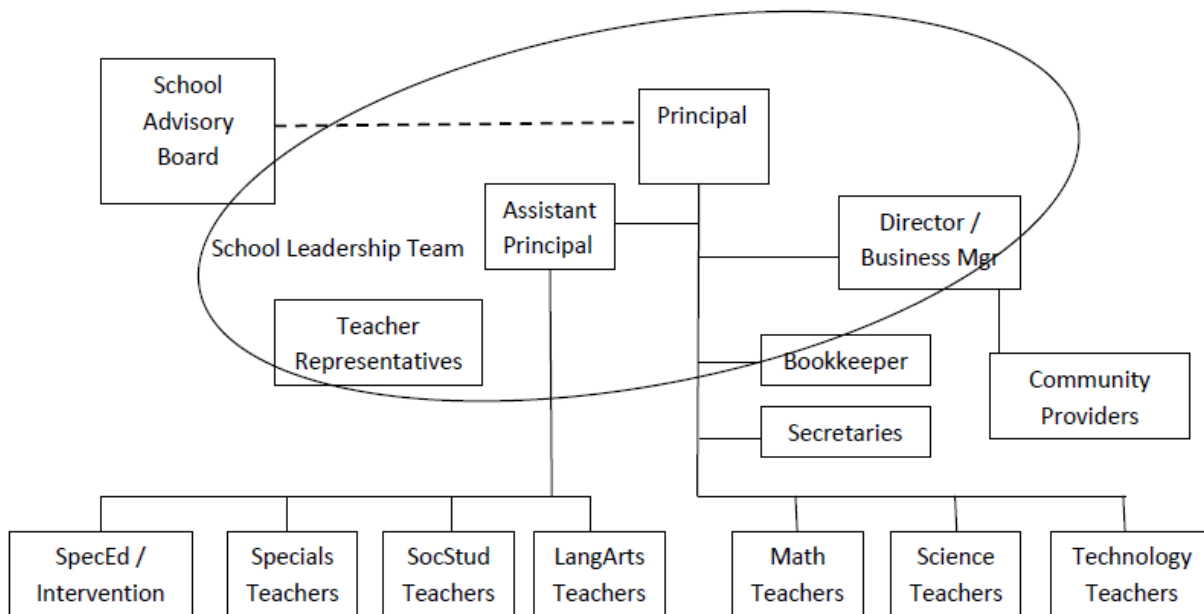 School
Advisory
Board
Principal
Assistant
Principal
Director /
Business Mgr
School Leadership Team
Teacher
Representatives
Bookkeeper
Community
Providers
Secretaries
SpecEd /
Intervention
Specials
Teachers
SocStud
Teachers
LangArts
Teachers
Math
Teachers
Science
Teachers
Technology
Teachers